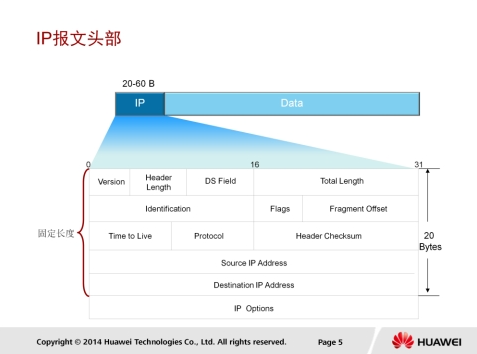 IP报文头部
20-60 B
IP
Data
0
16
31
Version
Header
Length
DS Field
Total Length
Identification
Flags
Fragment Offset
固定长度
Time to Live
Protocol
Header Checksum
20
Bytes
Source IP Address
Destination IP Address
IP Options
Copyright © 2014 Huawei Technologies Co., Ltd. All rights reserved.
Page 5
HUAWEI